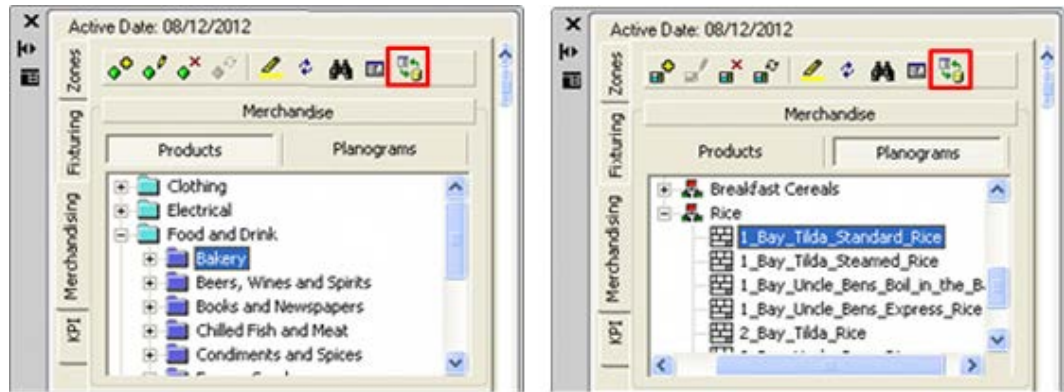 Active Date: 08/12/2012
Zones
Fixturing
Merchandising
KPI
Merchandise
Products Planograms
Clothing
Electrical
Food and Drink
Bakery
Beers, Wines and Spirits
Books and Newspapers
Chilled Fish and Meat
Condiments and Spices
Active Date: 08/12/2012
Zones
Fixturing
Merchandising
KPI
Merchandise
Products Planograms
Breakfast Cereals
Rice
1_Bay_Tilda_Standard_Rice
1_Bay_Tilda_Steamed_Rice
1_Bay_Uncle_Bens_Boil_in_the_B
1_Bay_Uncle_Bens_Express_Rice
2_Bay_Tilda_Rice